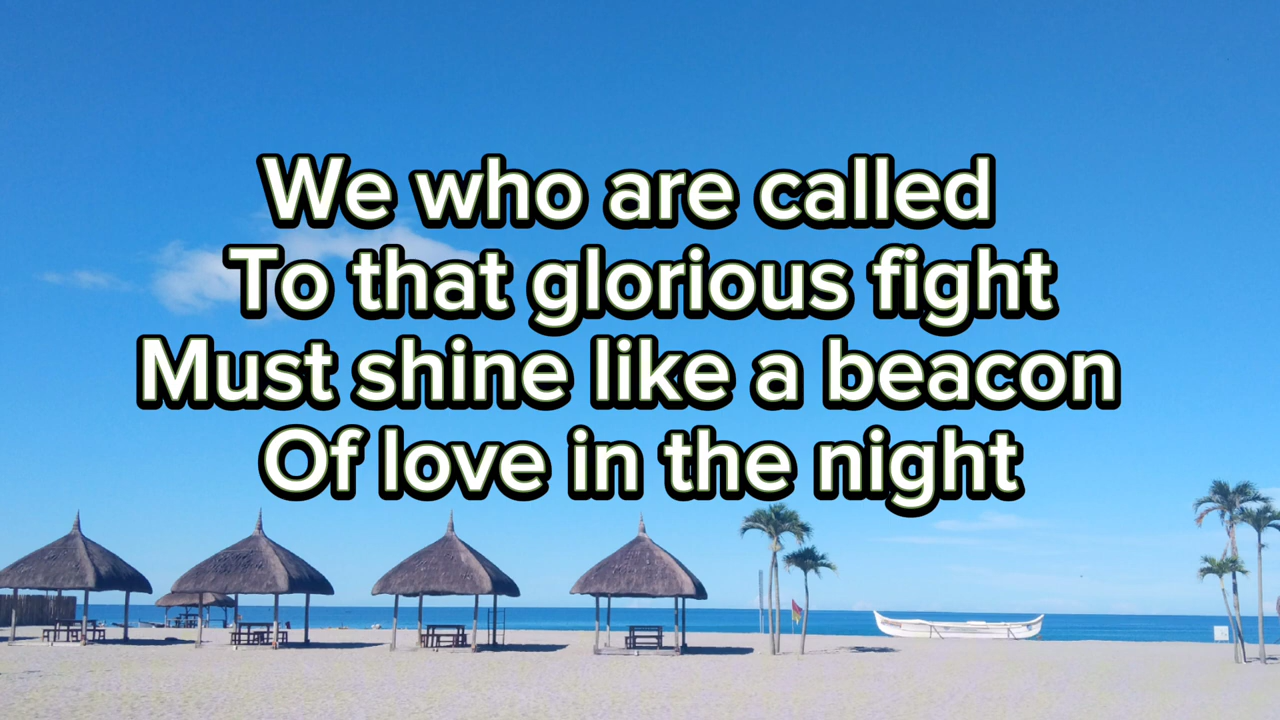 We who are called
To that glorious fight
Must shine like a beacon
Of love in the night